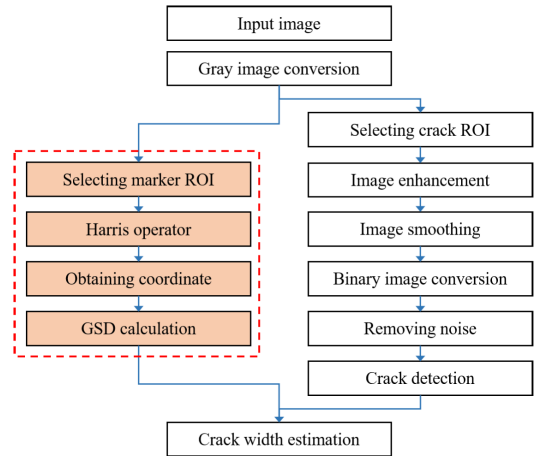 Input image
Gray image conversion
Selecting marker ROI
Harris operator
Obtaining coordinate
GSD calculation
Selecting crack ROI
Image enhancement
Image smoothing
Binary image conversion
Removing noise
Crack detection
Crack width estimation